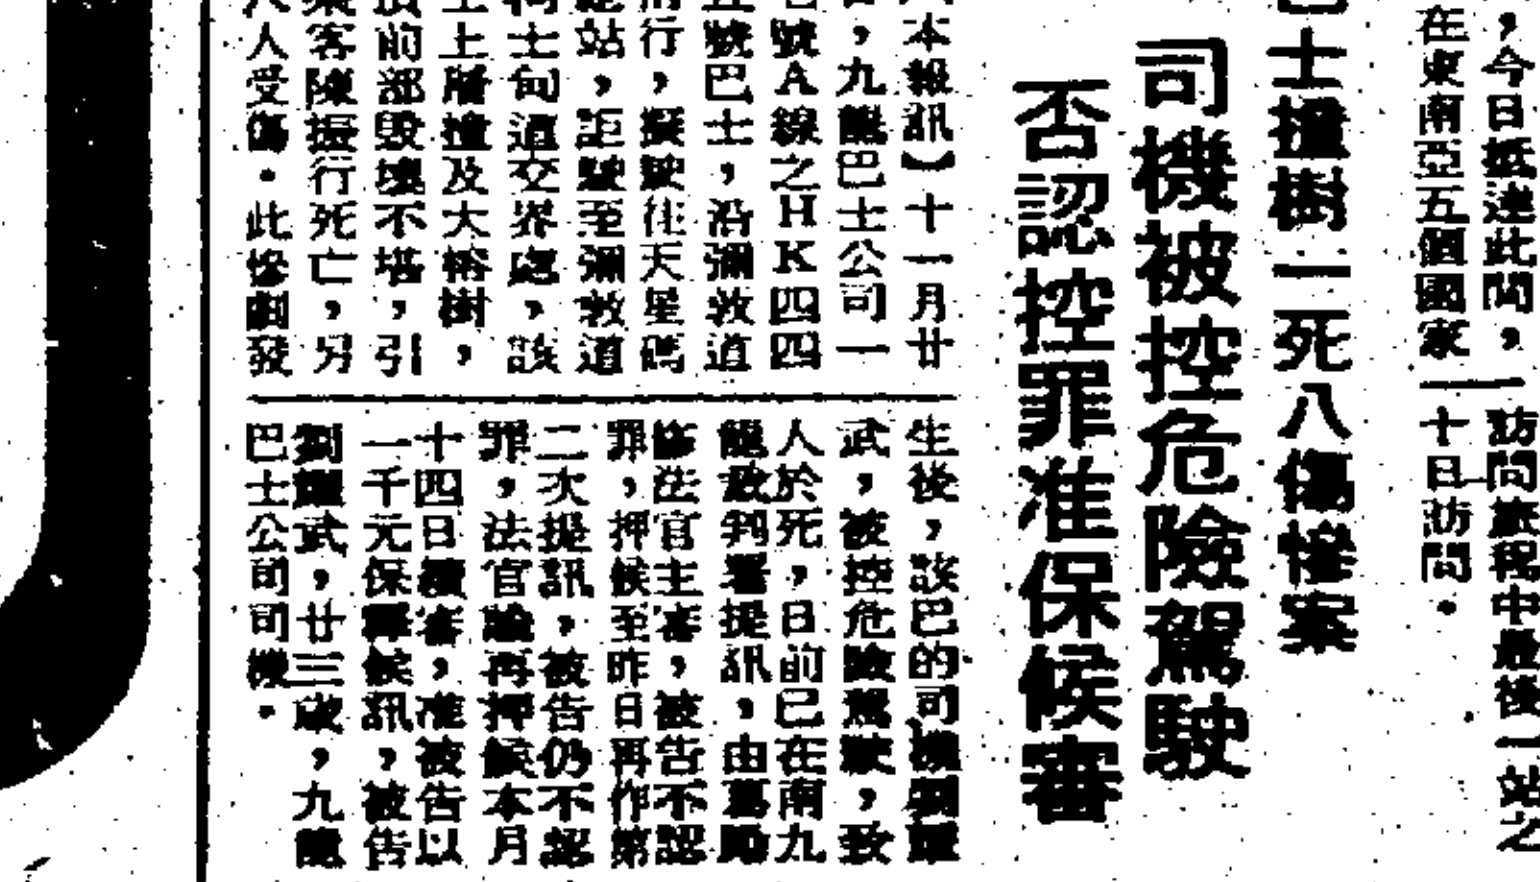 ，今日抵達此間，
在東南亞五個國家
訪問旅程中最後一站之
十日訪問．
巴士撞樹一死八傷慘案
司機被控危險駕駛
否認控罪准保候審
本報訊】十一月廿
，九龍巴士公司一
號A線之HK四四
五號巴士，沿彌敦道
行，擬駛往天星碼
站，詎駛至彌敦道
士甸道交界處，該
士上層撞及大榕樹，
前部毀壞不堪，引
乘客陳振行死亡，另
八人受傷．此慘劇發
生後，該巴的司機劉耀
武，被控危險駕駛，致
人於死，日前已在南九
龍裁判署提訊，由葛勵
修法官主審，被告不認
罪，押候至昨日再作第
二次提訊，被告仍不認
罪，法官諭再押候本月
十四日續審，准被告以
一千元保釋候訊，被告
劉耀武，廿三歲，九龍
巴士公司司機．